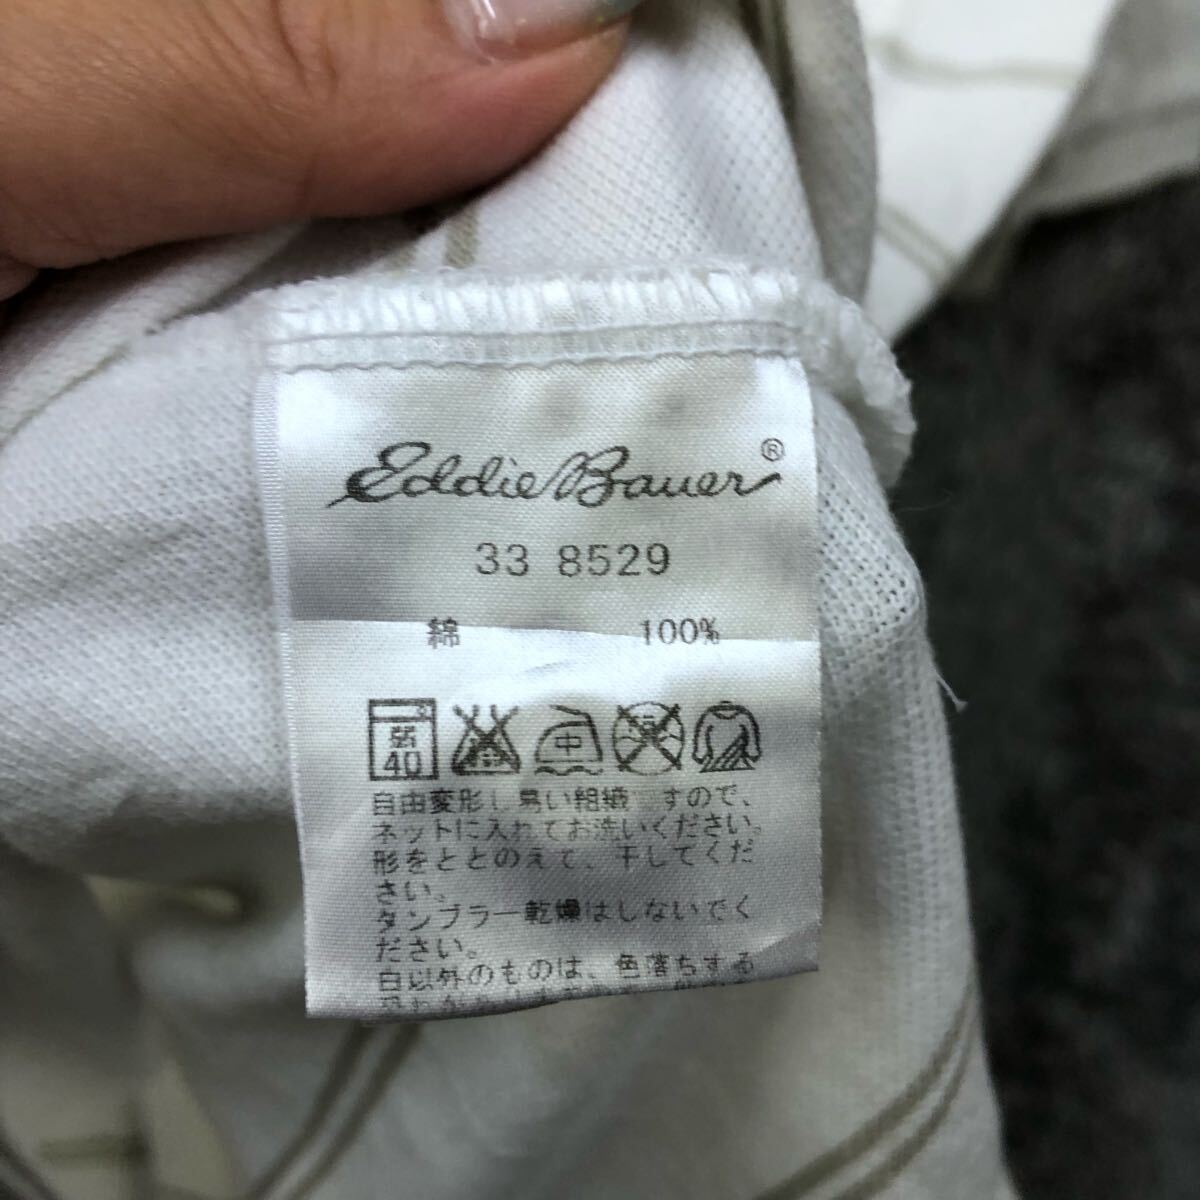 Eddie Bauer®
33 8529
綿 100%
弱
40
中
自由変形し易い組織 すので、
ネットに入れてお洗いください。
形をととのえて、干してくだ
さい。
タンブラー乾燥はしないでく
ださい。
白以外のものは、色落ちする